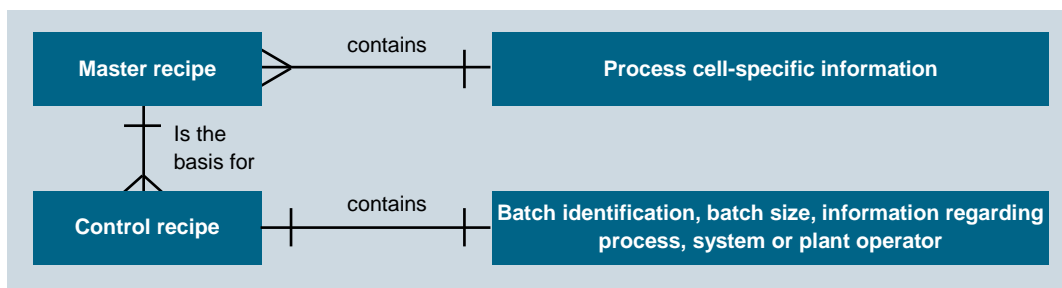 contains
Master recipe
Process cell-specific information
Is the
basis for
contains
Control recipe
Batch identification, batch size, information regarding
process, system or plant operator